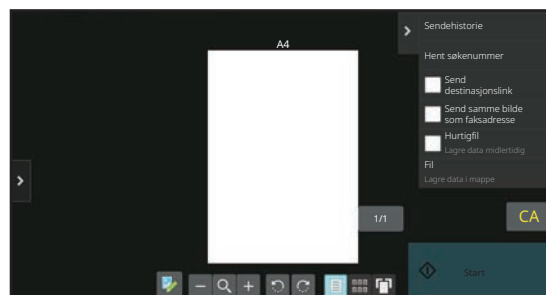 A4
Sendehistorie
Hent søkenummer
Send
destinasjonslink
Send samme bilde
som faksadresse
Hurtigfil
Lagre data midlertidig
Fil
Lagre data i mappe
1/1
CA
Start